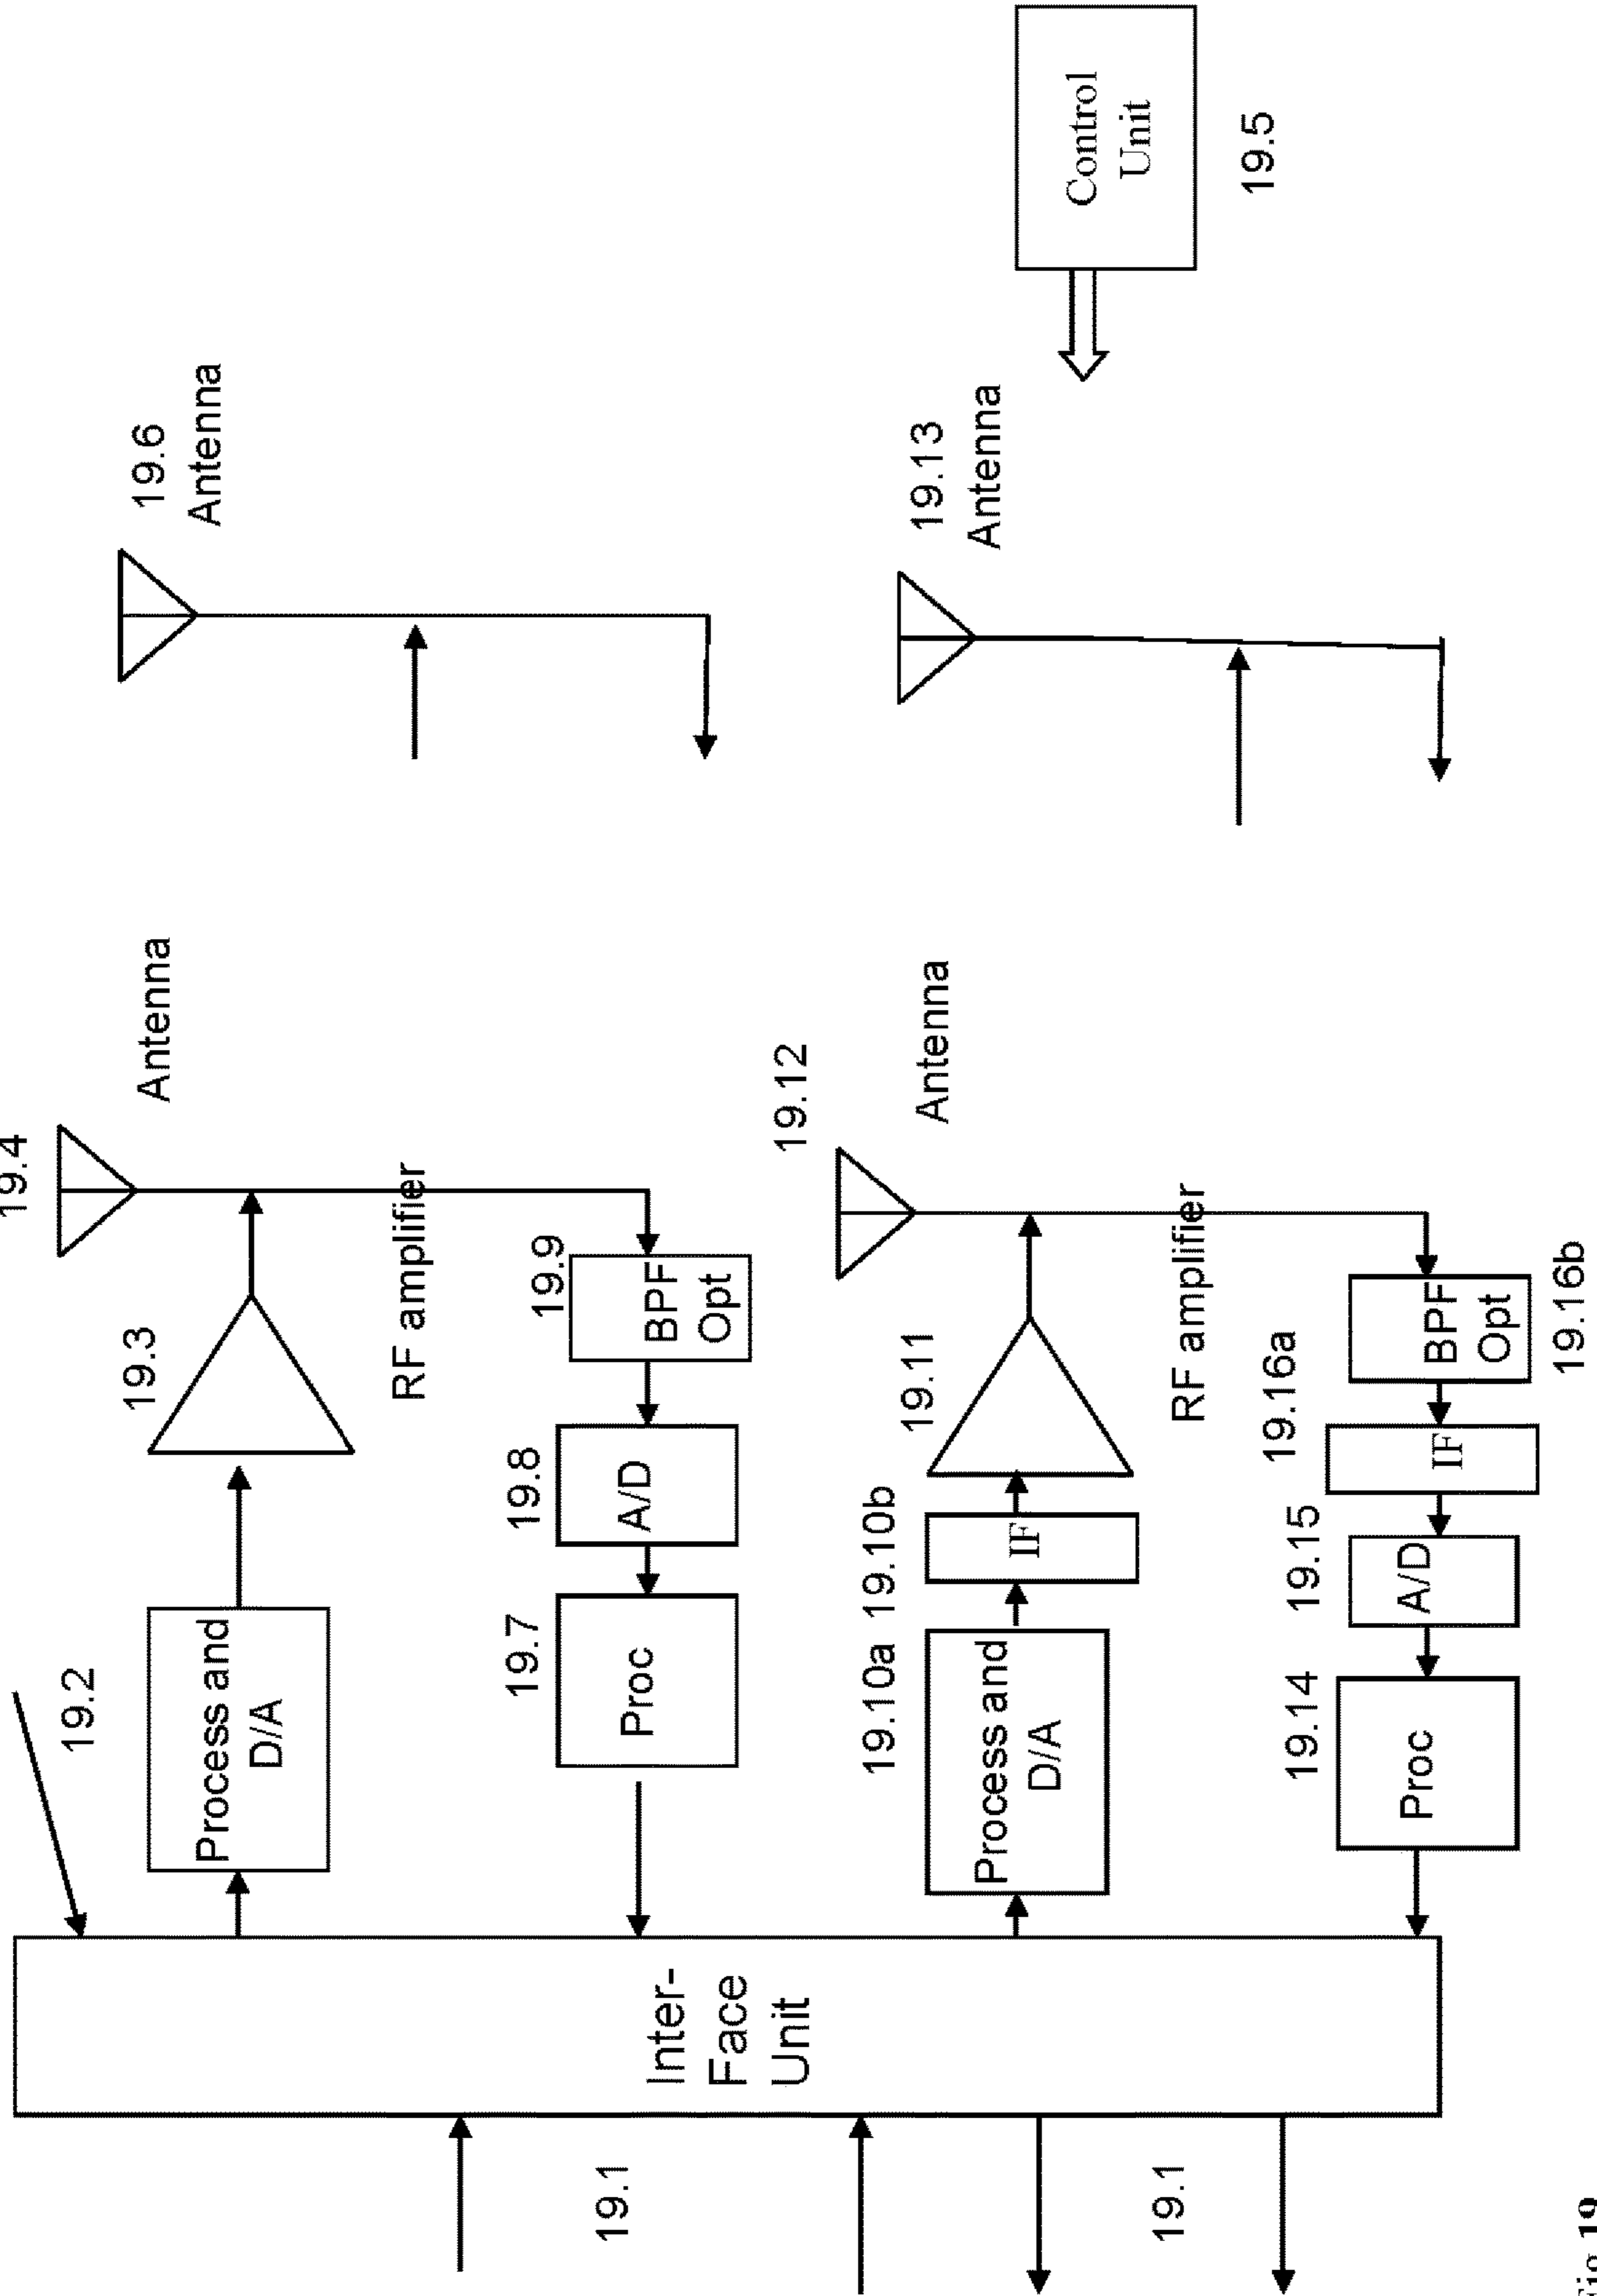 19.4
Antenna
19.6
Antenna
19.2
19.3
Process and
D/A
RF amplifier
19.7
19.8
19.9
Proc
A/D
BPF
Opt
Inter-
Face
Unit
19.1
19.1
19.12
Antenna
19.13
Antenna
19.10a
19.10b
19.11
Process and
D/A
IF
RF amplifier
19.14
19.15
19.16a
Proc
A/D
IF
BPF
Opt
19.16b
Control
Unit
19.5
Fig 19